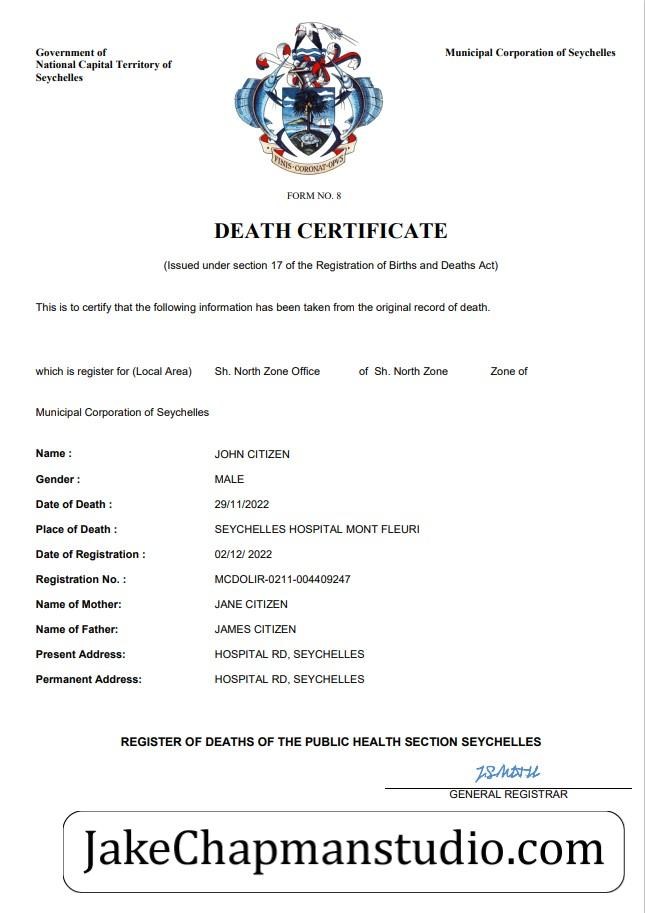 Government of
National Capital Territory of
Seychelles
Municipal Corporation of Seychelles
FINIS·CORONAT·OPVS
FORM NO. 8
DEATH CERTIFICATE
(Issued under section 17 of the Registration of Births and Deaths Act)
This is to certify that the following information has been taken from the original record of death.
which is register for (Local Area) Sh. North Zone Office of Sh. North Zone Zone of
Municipal Corporation of Seychelles
Name : JOHN CITIZEN
Gender : MALE
Date of Death : 29/11/2022
Place of Death : SEYCHELLES HOSPITAL MONT FLEURI
Date of Registration : 02/12/ 2022
Registration No. : MCDOLIR-0211-004409247
Name of Mother: JANE CITIZEN
Name of Father: JAMES CITIZEN
Present Address: HOSPITAL RD, SEYCHELLES
Permanent Address: HOSPITAL RD, SEYCHELLES
REGISTER OF DEATHS OF THE PUBLIC HEALTH SECTION SEYCHELLES
GENERAL REGISTRAR
JakeChapmanstudio.com